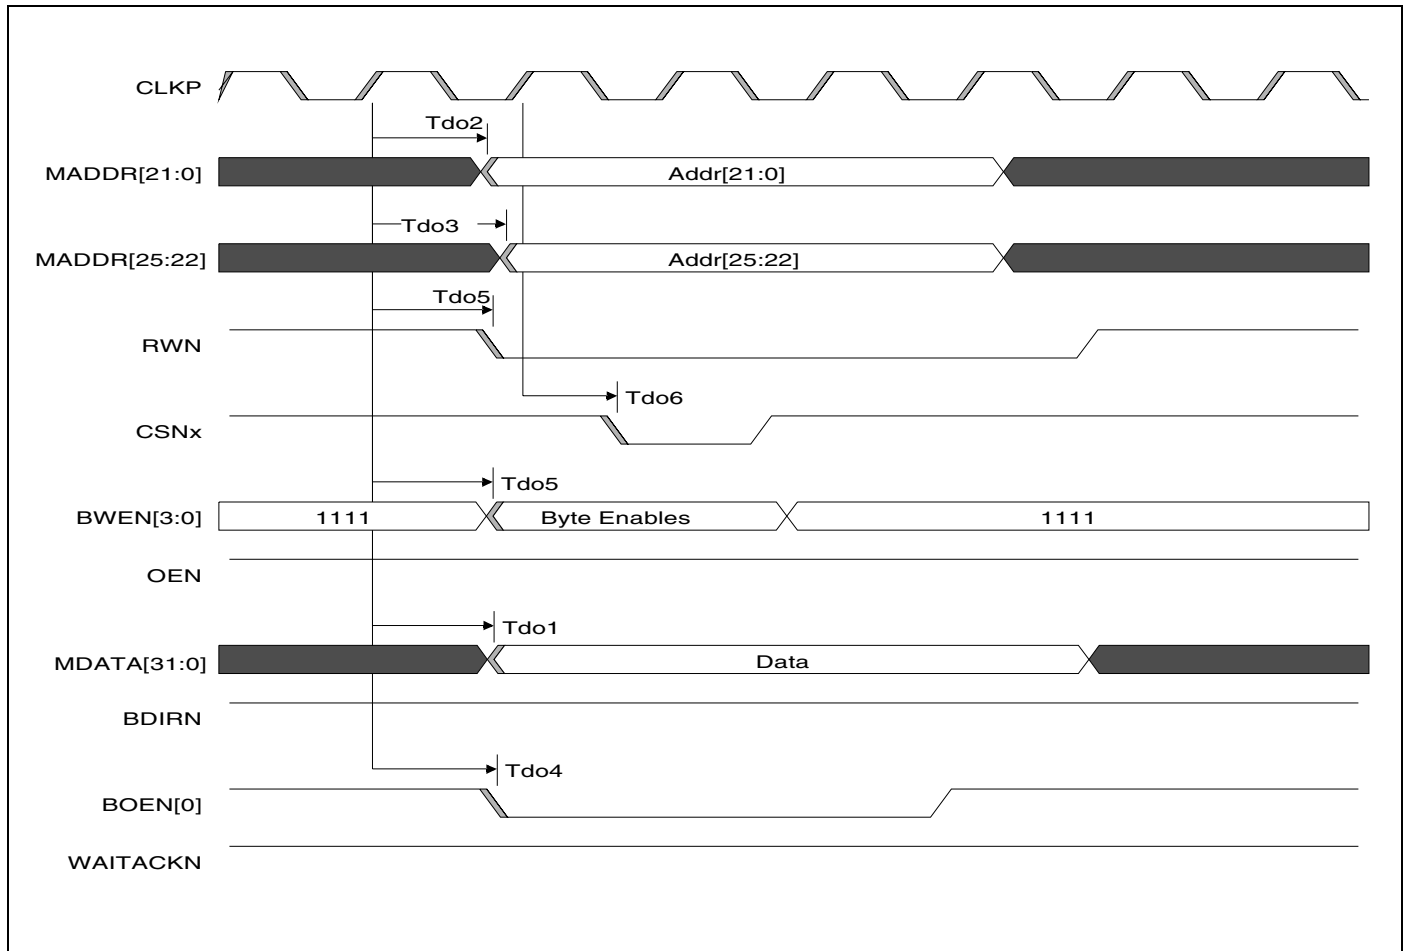 CLKP
Tdo2
MADDR[21:0] Addr[21:0]
Tdo3
MADDR[25:22] Addr[25:22]
Tdo5
RWN
Tdo6
CSNx
Tdo5
BWEN[3:0] 1111 Byte Enables 1111
OEN
Tdo1
MDATA[31:0] Data
BDIRN
Tdo4
BOEN[0]
WAITACKN